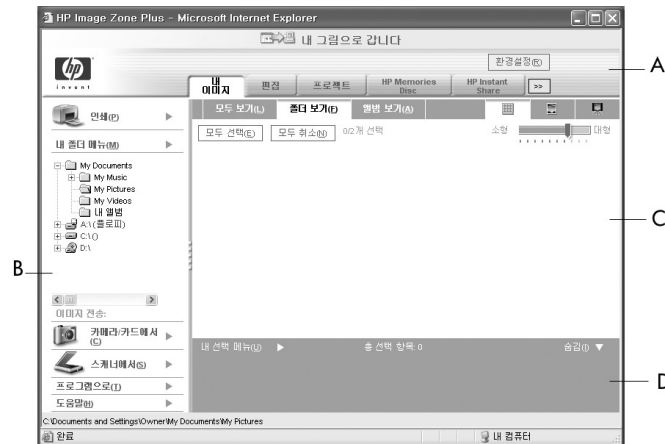 HP Image Zone Plus - Microsoft Internet Explorer
내 그림으로 갑니다
환경설정(R)
hp
invent
내 이미지 편집 프로젝트 HP Memories Disc HP Instant Share >>
A
인쇄(P)
모두 보기(L) 폴더 보기(F) 앨범 보기(A)
내 폴더 메뉴(M)
모두 선택(E) 모두 취소(N) 0/2개 선택 소형 대형
My Documents
My Music
My Pictures
My Videos
내 앨범
A:\ (플로피)
C:\ ()
D:\
B
C
이미지 전송:
카메라/카드에서(C)
스캐너에서(S)
프로그램으로(T)
도움말(H)
내 선택 메뉴(U) 총 선택 항목: 0 숨김(I)
D
C:\Documents and Settings\Owner\My Documents\My Pictures
완료 내 컴퓨터